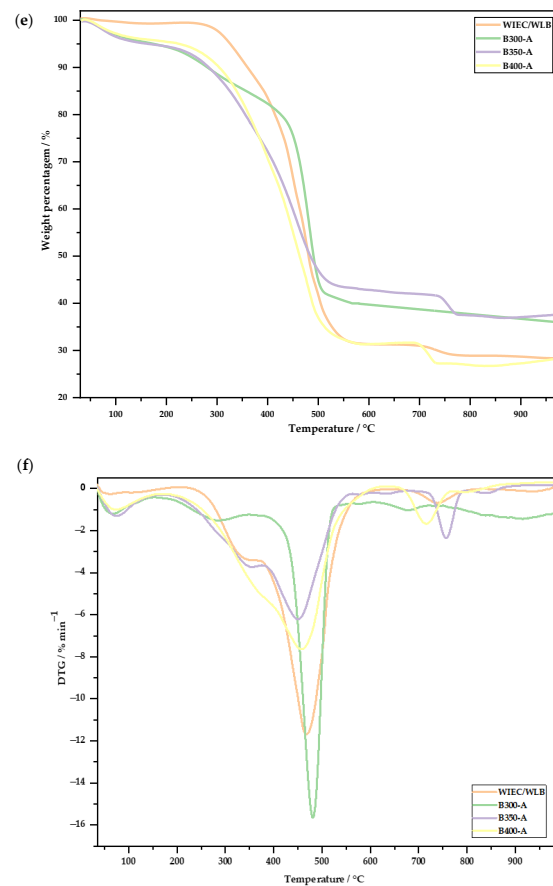 (e)
WIEC/WLB
B300-A
B350-A
B400-A
100
90
80
70
60
50
40
30
20
Weight percentagem / %
100 200 300 400 500 600 700 800 900
Temperature / °C
(f)
0
−2
−4
−6
−8
−10
−12
−14
−16
DTG / % min−1
WIEC/WLB
B300-A
B350-A
B400-A
100 200 300 400 500 600 700 800 900
Temperature / °C